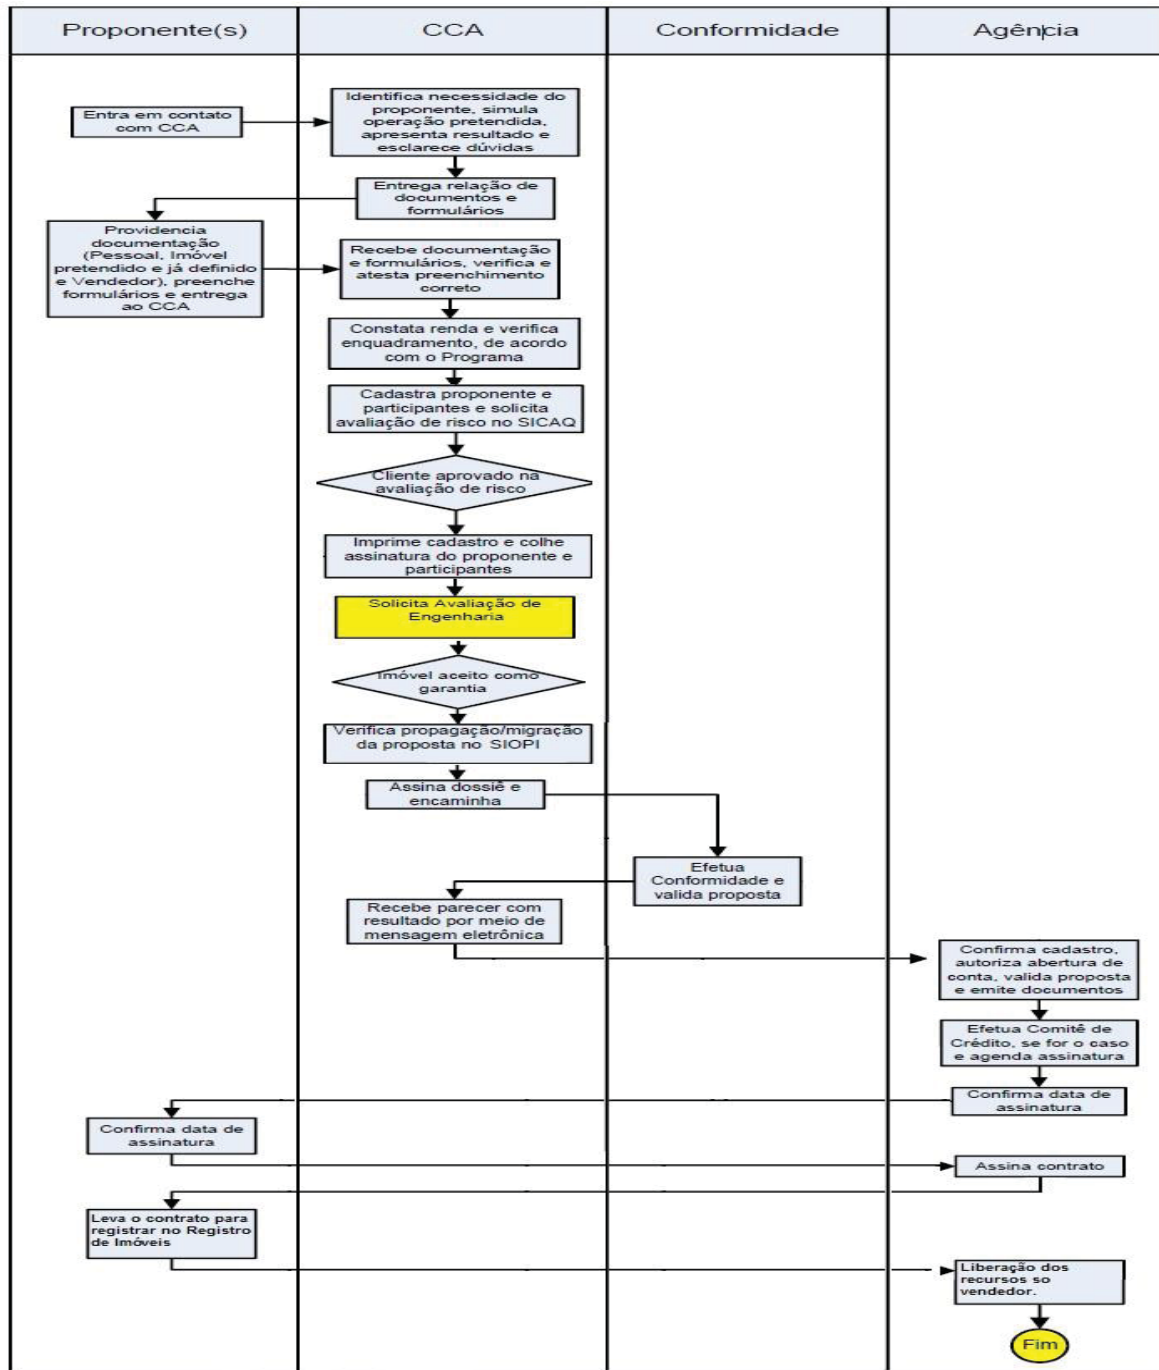 Proponente(s)
CCA
Conformidade
Agência
Entra em contato
com CCA
Identifica necessidade do
proponente, simula
operação pretendida,
apresenta resultado e
esclarece dúvidas
Entrega relação de
documentos e
formulários
Providencia
documentação
(Pessoal, Imóvel
pretendido e já definido
e Vendedor), preenche
formulários e entrega
ao CCA
Recebe documentação
e formulários, verifica e
atesta preenchimento
correto
Constata renda e verifica
enquadramento, de acordo
com o Programa
Cadastra proponente e
participantes e solicita
avaliação de risco no SICAQ
Cliente aprovado na
avaliação de risco
Imprime cadastro e colhe
assinatura do proponente e
participantes
Solicita Avaliação de
Engenharia
Imóvel aceito como
garantia
Verifica propagação/migração
da proposta no SIOPI
Assina dossiê e
encaminha
Efetua
Conformidade e
valida proposta
Recebe parecer com
resultado por meio de
mensagem eletrônica
Confirma cadastro,
autoriza abertura de
conta, valida proposta
e emite documentos
Efetua Comitê de
Crédito, se for o caso
e agenda assinatura
Confirma data de
assinatura
Confirma data de
assinatura
Assina contrato
Leva o contrato para
registrar no Registro
de Imóveis
Liberação dos
recursos so
vendedor.
Fim